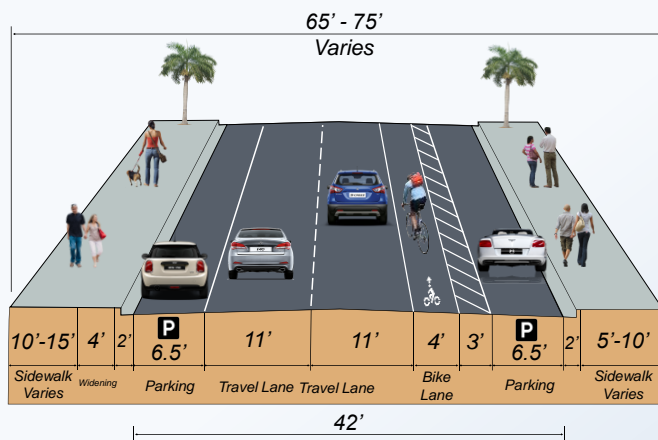 65’ - 75’
Varies
10’-15’ 4’ 2’ P 6.5’ 11’ 11’ 4’ 3’ P 6.5’ 2’ 5’-10’
Sidewalk Varies Widening Parking Travel Lane Travel Lane Bike Lane Parking Sidewalk Varies
42’